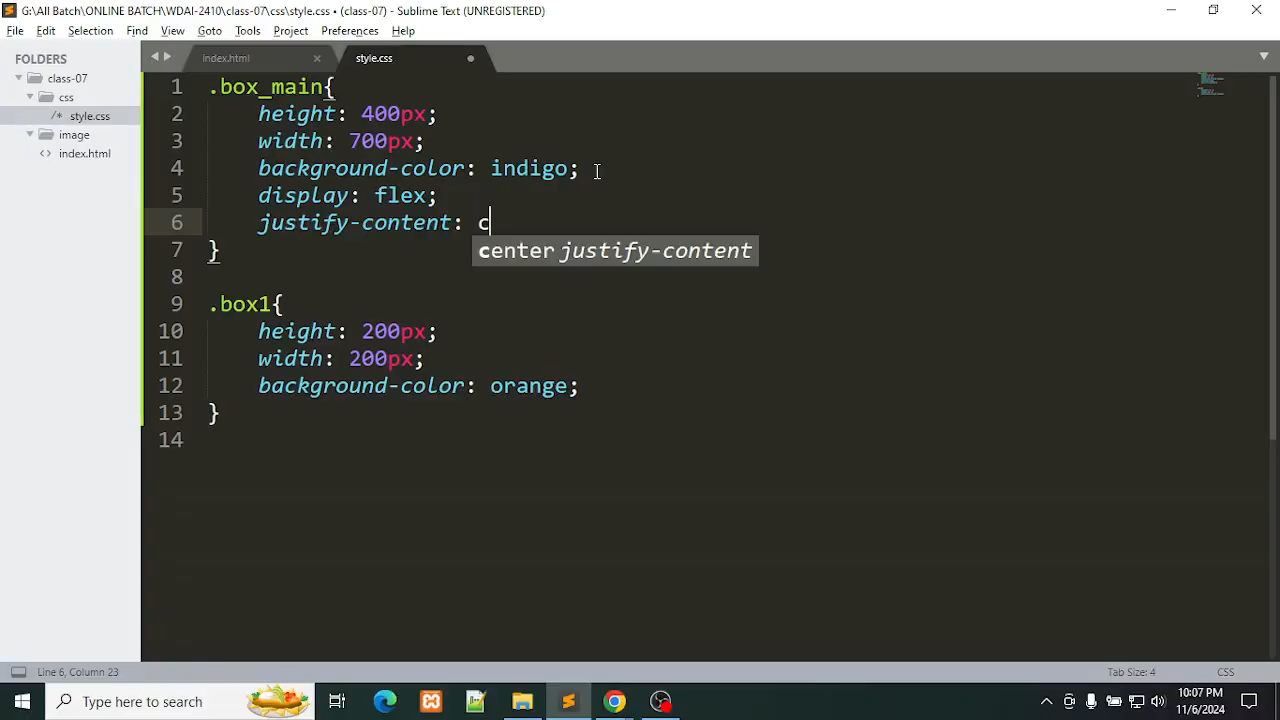 G:\All Batch\ONLINE BATCH\WDAI-2410\class-07\css\style.css • (class-07) - Sublime Text (UNREGISTERED)
File Edit Selection Find View Goto Tools Project Preferences Help
FOLDERS
class-07
css
/* style.css
image
<> index.html
index.html ×
style.css
1 .box_main{
2 height: 400px;
3 width: 700px;
4 background-color: indigo;
5 display: flex;
6 justify-content: c
center justify-content
7 }
8
9 .box1{
10 height: 200px;
11 width: 200px;
12 background-color: orange;
13 }
14
Line 6, Column 23
Tab Size: 4
CSS
Type here to search
10:07 PM
11/6/2024